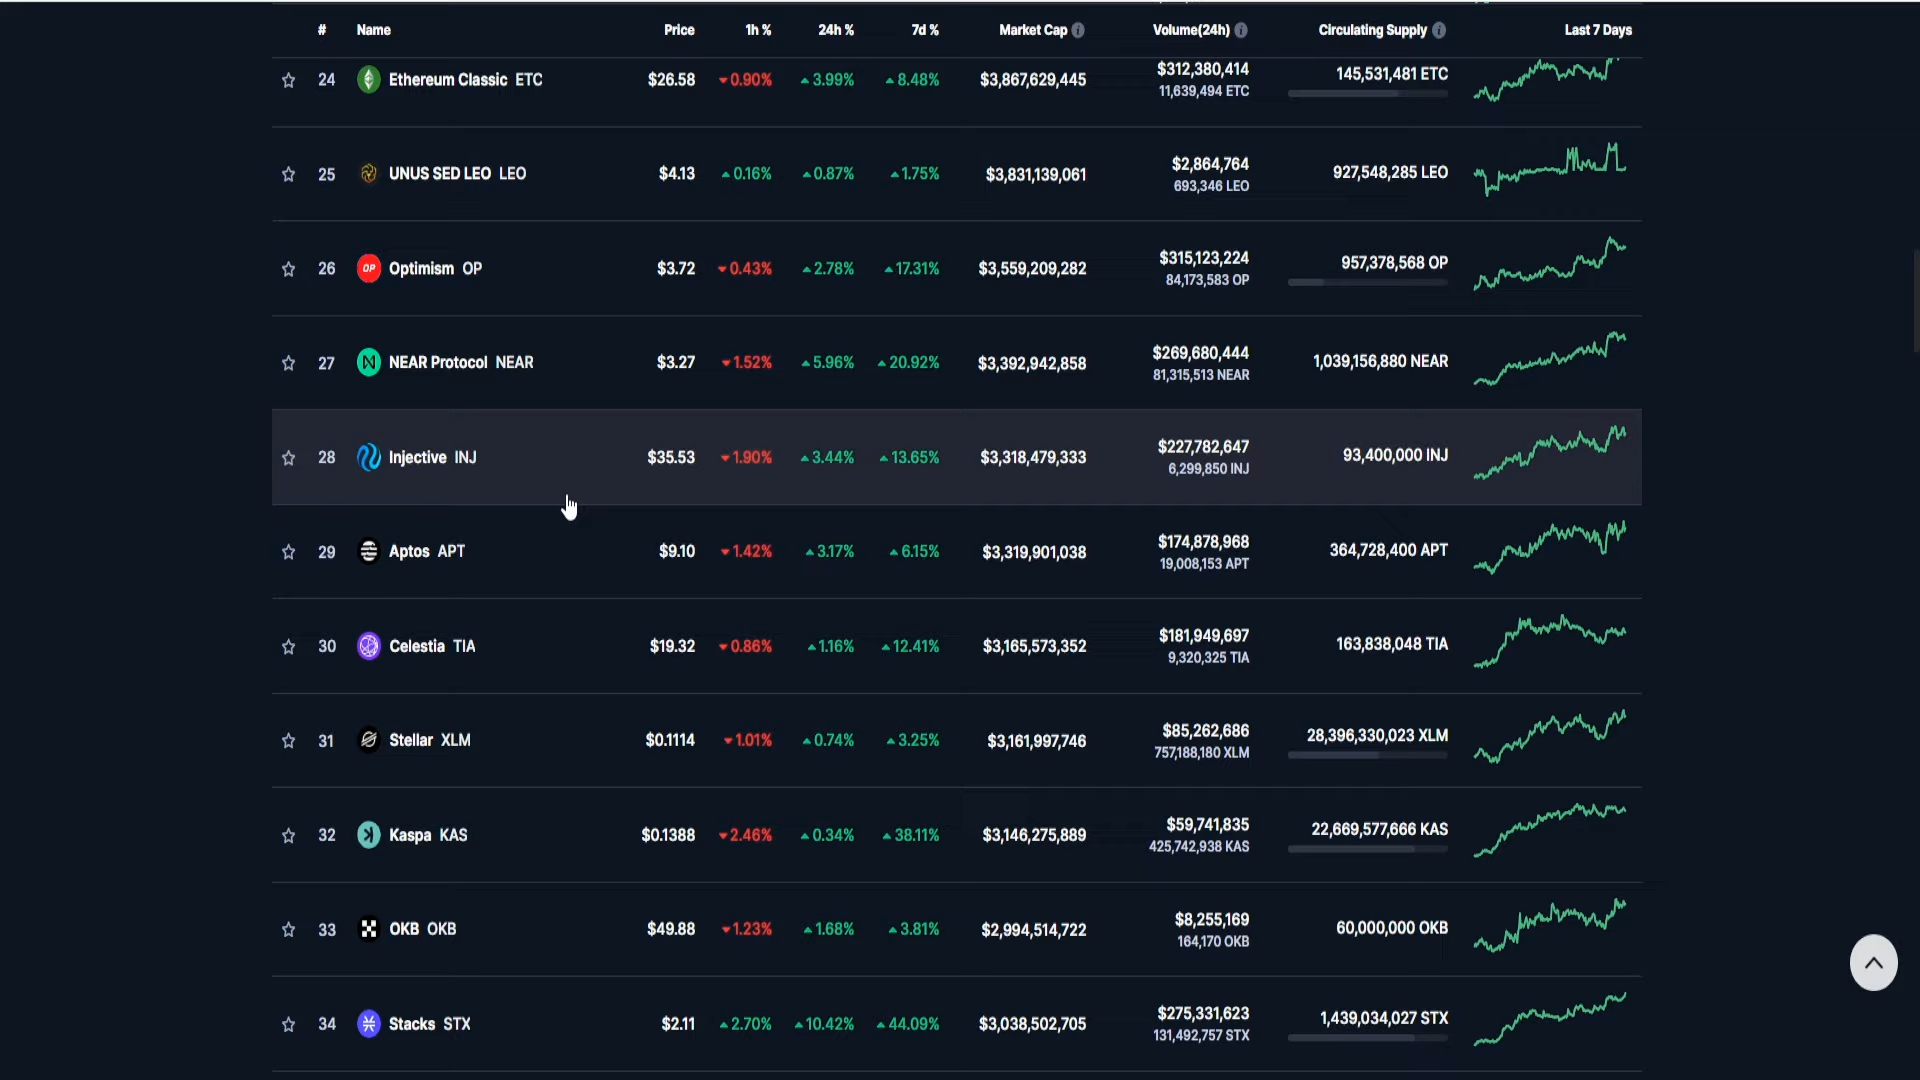 # Name Price 1h % 24h % 7d % Market Cap Volume(24h) Circulating Supply Last 7 Days
24 Ethereum Classic ETC $26.58 0.90% 3.99% 8.48% $3,867,629,445 $312,380,414 145,531,481 ETC
11,639,494 ETC
25 UNUS SED LEO LEO $4.13 0.16% 0.87% 1.75% $3,831,139,061 $2,864,764 927,548,285 LEO
693,346 LEO
26 OP Optimism OP $3.72 0.43% 2.78% 17.31% $3,559,209,282 $315,123,224 957,378,568 OP
84,173,583 OP
27 NEAR Protocol NEAR $3.27 1.52% 5.96% 20.92% $3,392,942,858 $269,680,444 1,039,156,880 NEAR
81,315,513 NEAR
28 Injective INJ $35.53 1.90% 3.44% 13.65% $3,318,479,333 $227,782,647 93,400,000 INJ
6,299,850 INJ
29 Aptos APT $9.10 1.42% 3.17% 6.15% $3,319,901,038 $174,878,968 364,728,400 APT
19,008,153 APT
30 Celestia TIA $19.32 0.86% 1.16% 12.41% $3,165,573,352 $181,949,697 163,838,048 TIA
9,320,325 TIA
31 Stellar XLM $0.1114 1.01% 0.74% 3.25% $3,161,997,746 $85,262,686 28,396,330,023 XLM
757,188,180 XLM
32 Kaspa KAS $0.1388 2.46% 0.34% 38.11% $3,146,275,889 $59,741,835 22,669,577,666 KAS
425,742,938 KAS
33 OKB OKB $49.88 1.23% 1.68% 3.81% $2,994,514,722 $8,255,169 60,000,000 OKB
164,170 OKB
34 Stacks STX $2.11 2.70% 10.42% 44.09% $3,038,502,705 $275,331,623 1,439,034,027 STX
131,492,757 STX